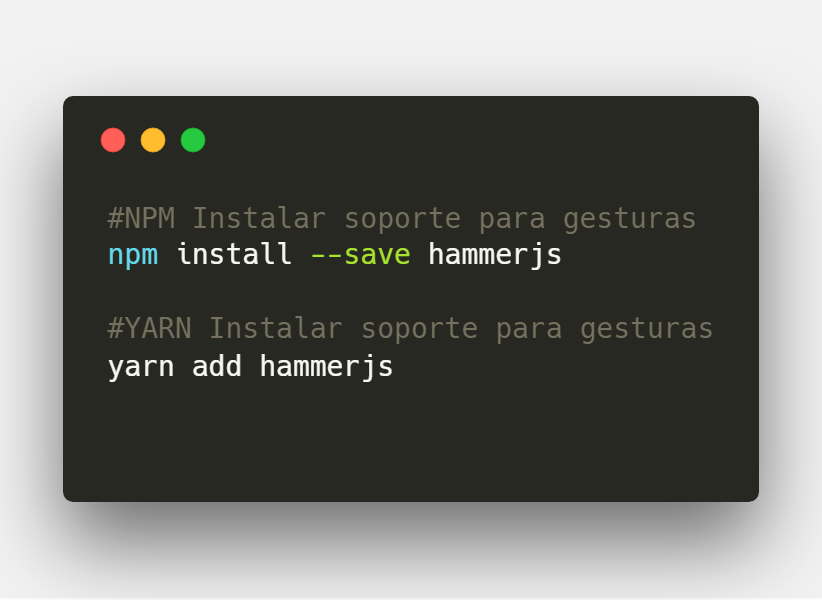 #NPM Instalar soporte para gesturas
npm install --save hammerjs
#YARN Instalar soporte para gesturas
yarn add hammerjs